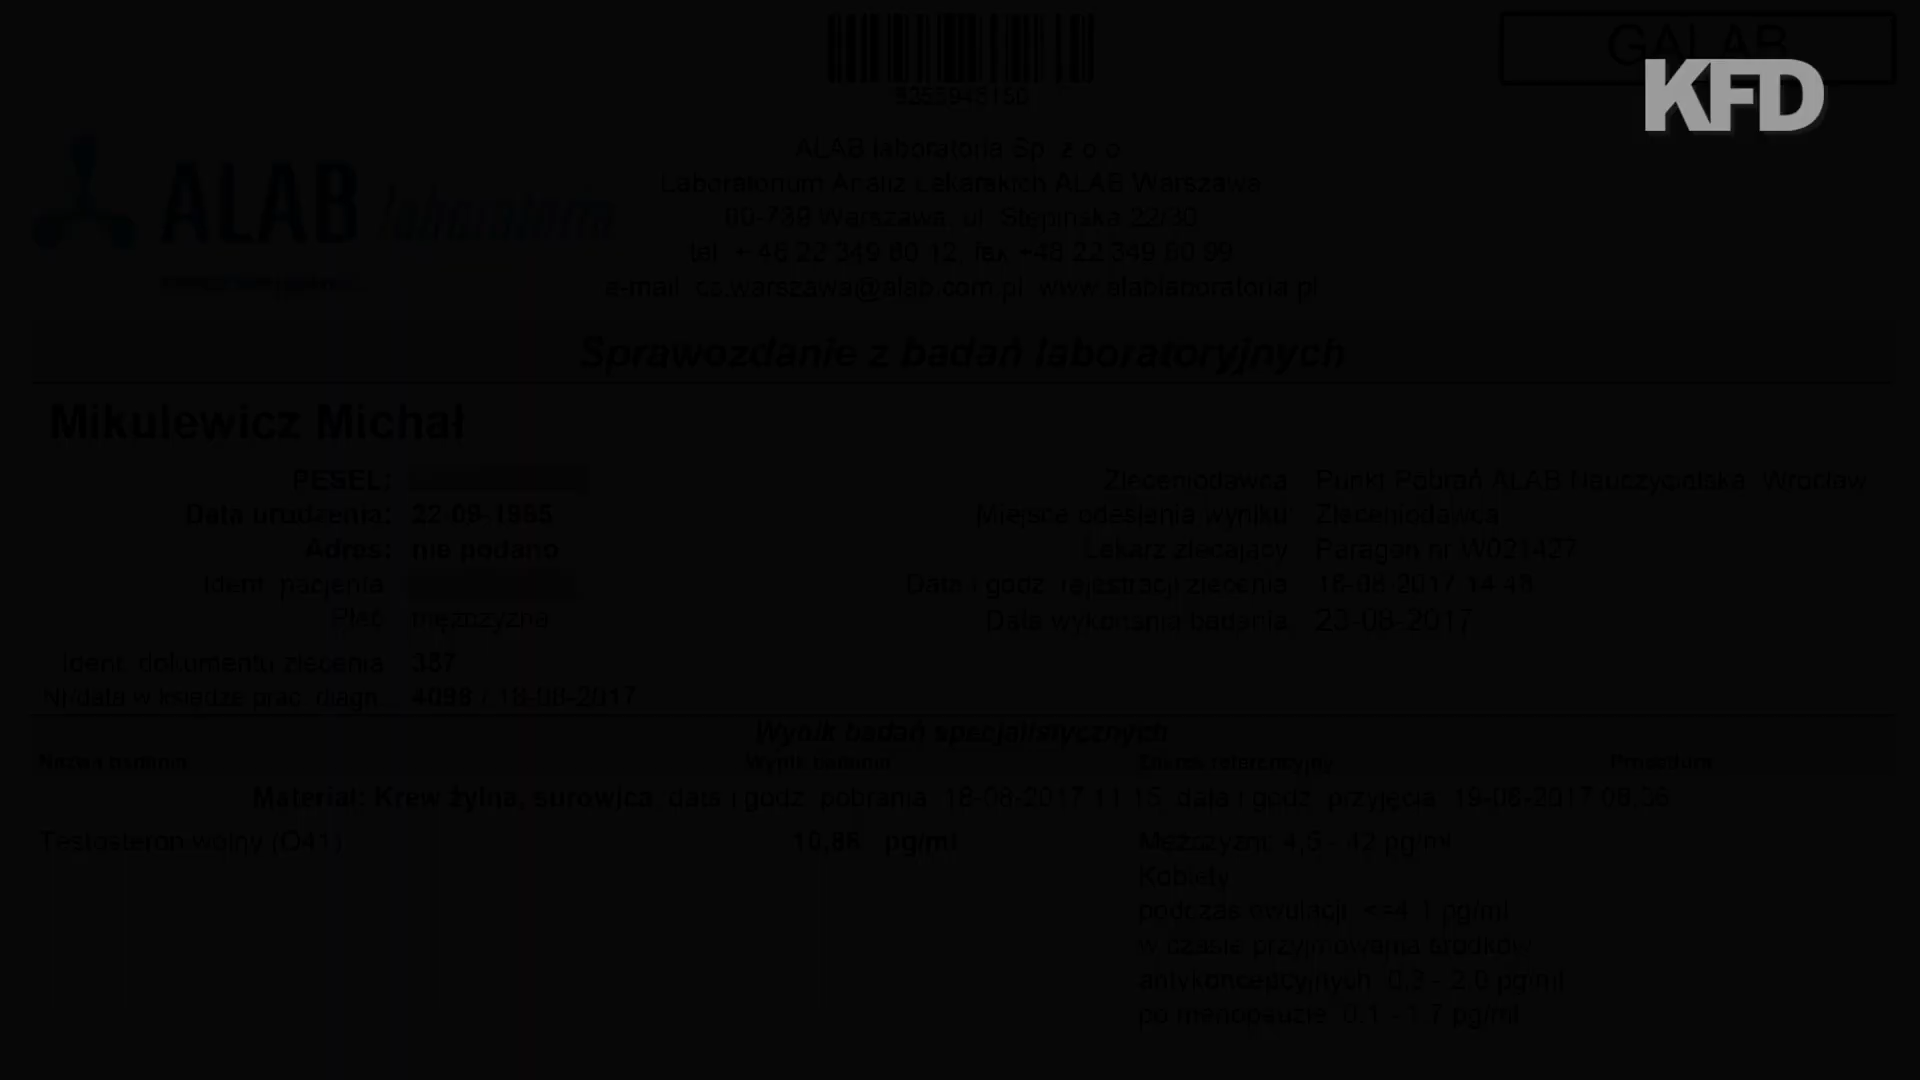 GALAB
KFD
ALAB laboratoria Sp. z o.o.
Laboratorium Analiz Lekarskich ALAB Warszawa
00-739 Warszawa, ul. Stępińska 22/30
tel. + 48 22 349 60 12, fax +48 22 349 60 99
e-mail: cs.warszawa@alab.com.pl, www.alablaboratoria.pl
ALAB laboratoria
Sprawozdanie z badań laboratoryjnych
Mikulewicz Michał
PESEL:
Zleceniodawca: Punkt Pobrań ALAB Nauczycielska, Wrocław
Data urodzenia:
Miejsce odesłania wyniku: Zleceniodawca
Adres: nie podano
Lekarz zlecający: Paragon nr W021427
Ident. pacjenta:
Data i godz. rejestracji zlecenia: 18-08-2017 14:48
Płeć: mężczyzna
Data wykonania badania: 23-08-2017
Ident. dokumentu zlecenia: 357
Nr/data w księdze prac. diagn.: 4098 / 18-08-2017
Wynik badań specjalistycznych
Nazwa badania Wynik badania Zakres referencyjny Procedura
Materiał: Krew żylna, surowica, data i godz. pobrania: 18-08-2017 11:15, data i godz. przyjęcia: 19-08-2017 08:36
Testosteron wolny (O41) 10,88 pg/ml Mężczyźni: 4,5 - 42 pg/ml
Kobiety
podczas owulacji: <=4,1 pg/ml
w czasie przyjmowania środków
antykoncepcyjnych: 0,3 - 2,0 pg/ml
po menopauzie: 0,1 - 1,7 pg/ml